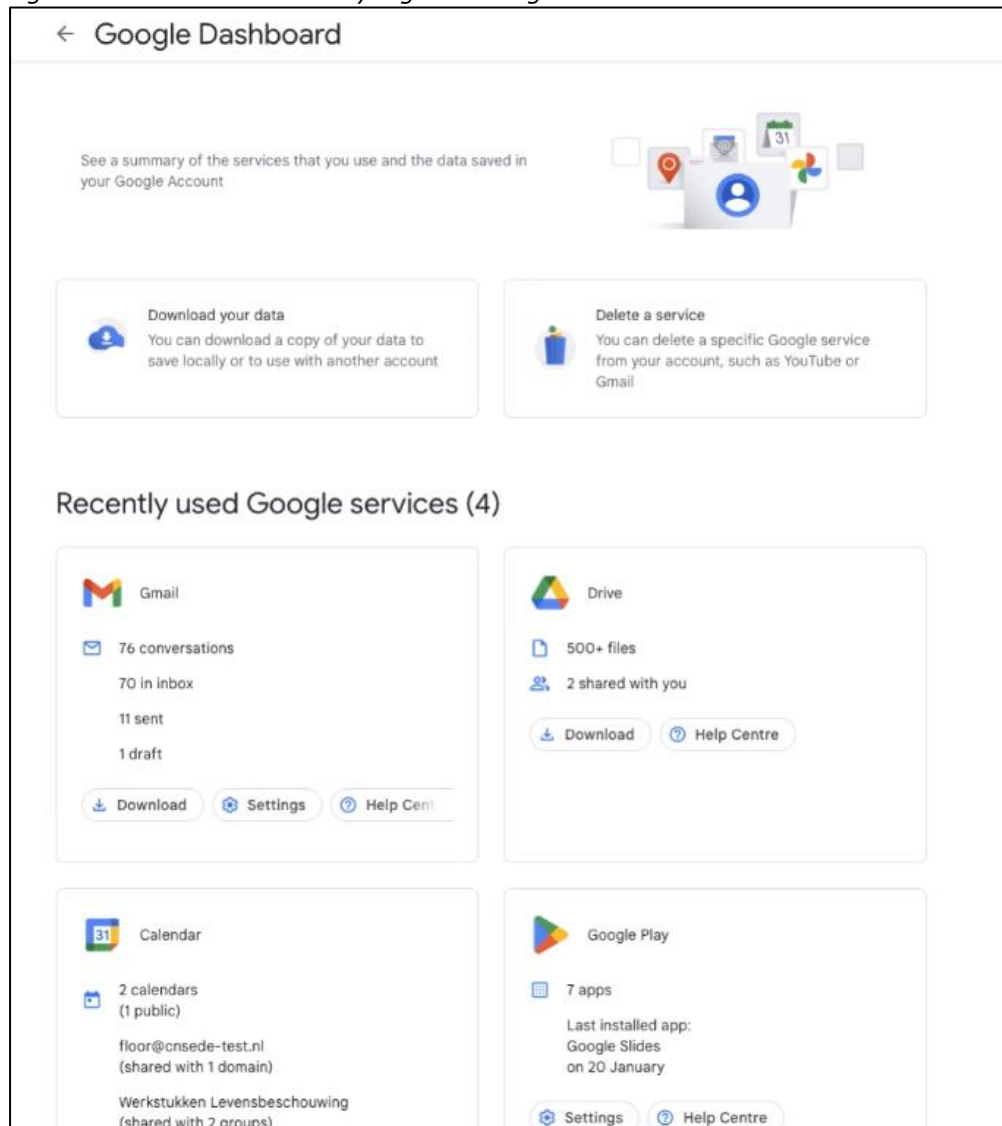 ← Google Dashboard
See a summary of the services that you use and the data saved in
your Google Account
31
Download your data
You can download a copy of your data to
save locally or to use with another account
Delete a service
You can delete a specific Google service
from your account, such as YouTube or
Gmail
Recently used Google services (4)
Gmail
76 conversations
70 in inbox
11 sent
1 draft
Download
Settings
Help Cent
Drive
500+ files
2 shared with you
Download
Help Centre
31
Calendar
2 calendars
(1 public)
floor@cnsede-test.nl
(shared with 1 domain)
Werkstukken Levensbeschouwing
(shared with 2 groups)
Google Play
7 apps
Last installed app:
Google Slides
on 20 January
Settings
Help Centre